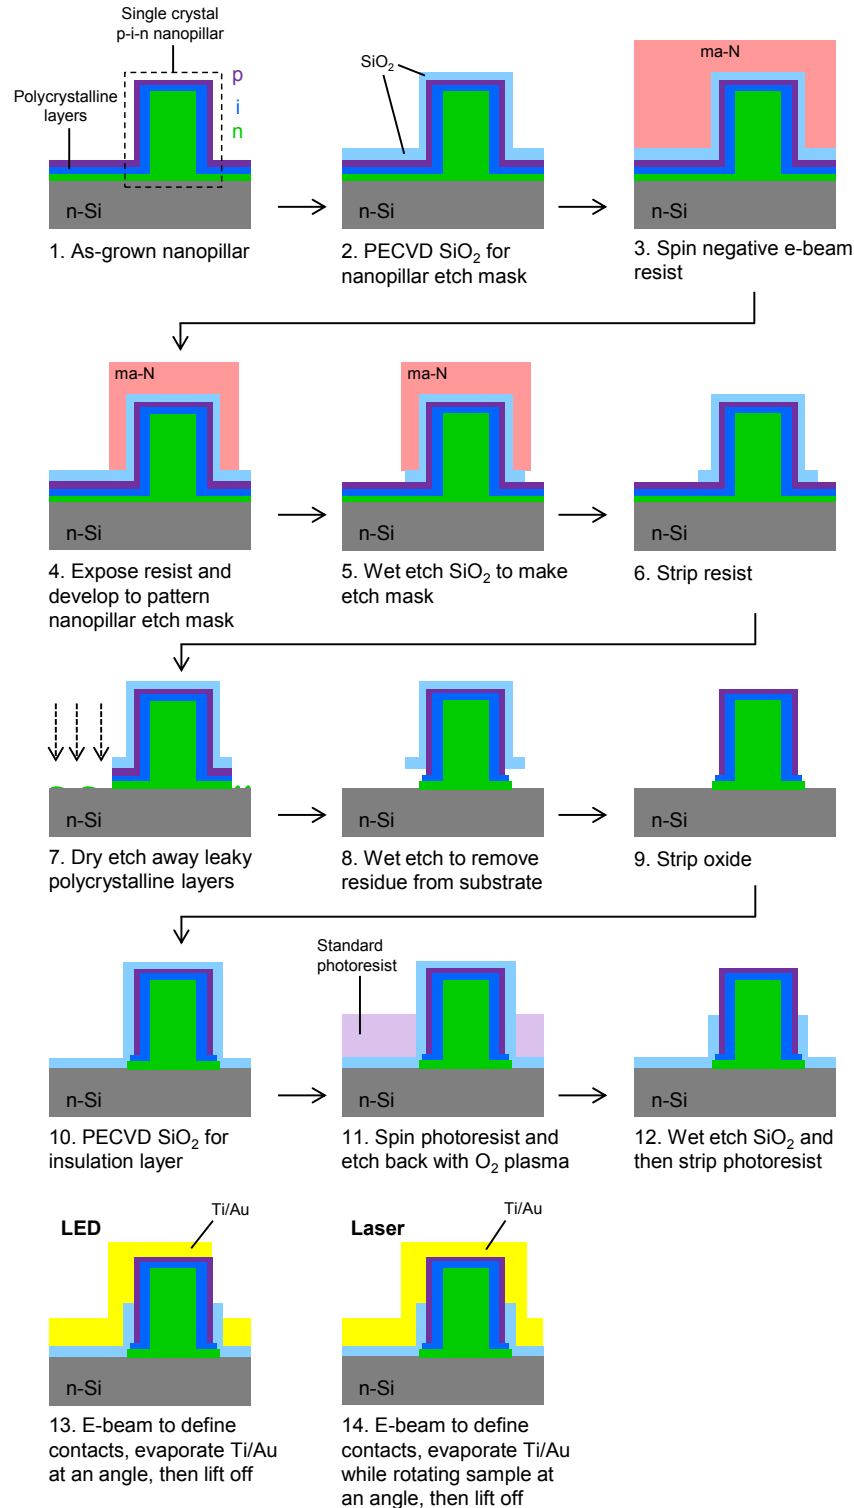 Single crystal
p-i-n nanopillar
Polycrystalline
layers
p
i
n
n-Si
1. As-grown nanopillar
SiO₂
n-Si
2. PECVD SiO₂ for
nanopillar etch mask
ma-N
n-Si
3. Spin negative e-beam
resist
ma-N
n-Si
4. Expose resist and
develop to pattern
nanopillar etch mask
ma-N
n-Si
5. Wet etch SiO₂ to make
etch mask
n-Si
6. Strip resist
n-Si
7. Dry etch away leaky
polycrystalline layers
n-Si
8. Wet etch to remove
residue from substrate
n-Si
9. Strip oxide
n-Si
10. PECVD SiO₂ for
insulation layer
Standard
photoresist
n-Si
11. Spin photoresist and
etch back with O₂ plasma
n-Si
12. Wet etch SiO₂ and
then strip photoresist
LED
Ti/Au
n-Si
13. E-beam to define
contacts, evaporate Ti/Au
at an angle, then lift off
Laser
Ti/Au
n-Si
14. E-beam to define
contacts, evaporate Ti/Au
while rotating sample at
an angle, then lift off